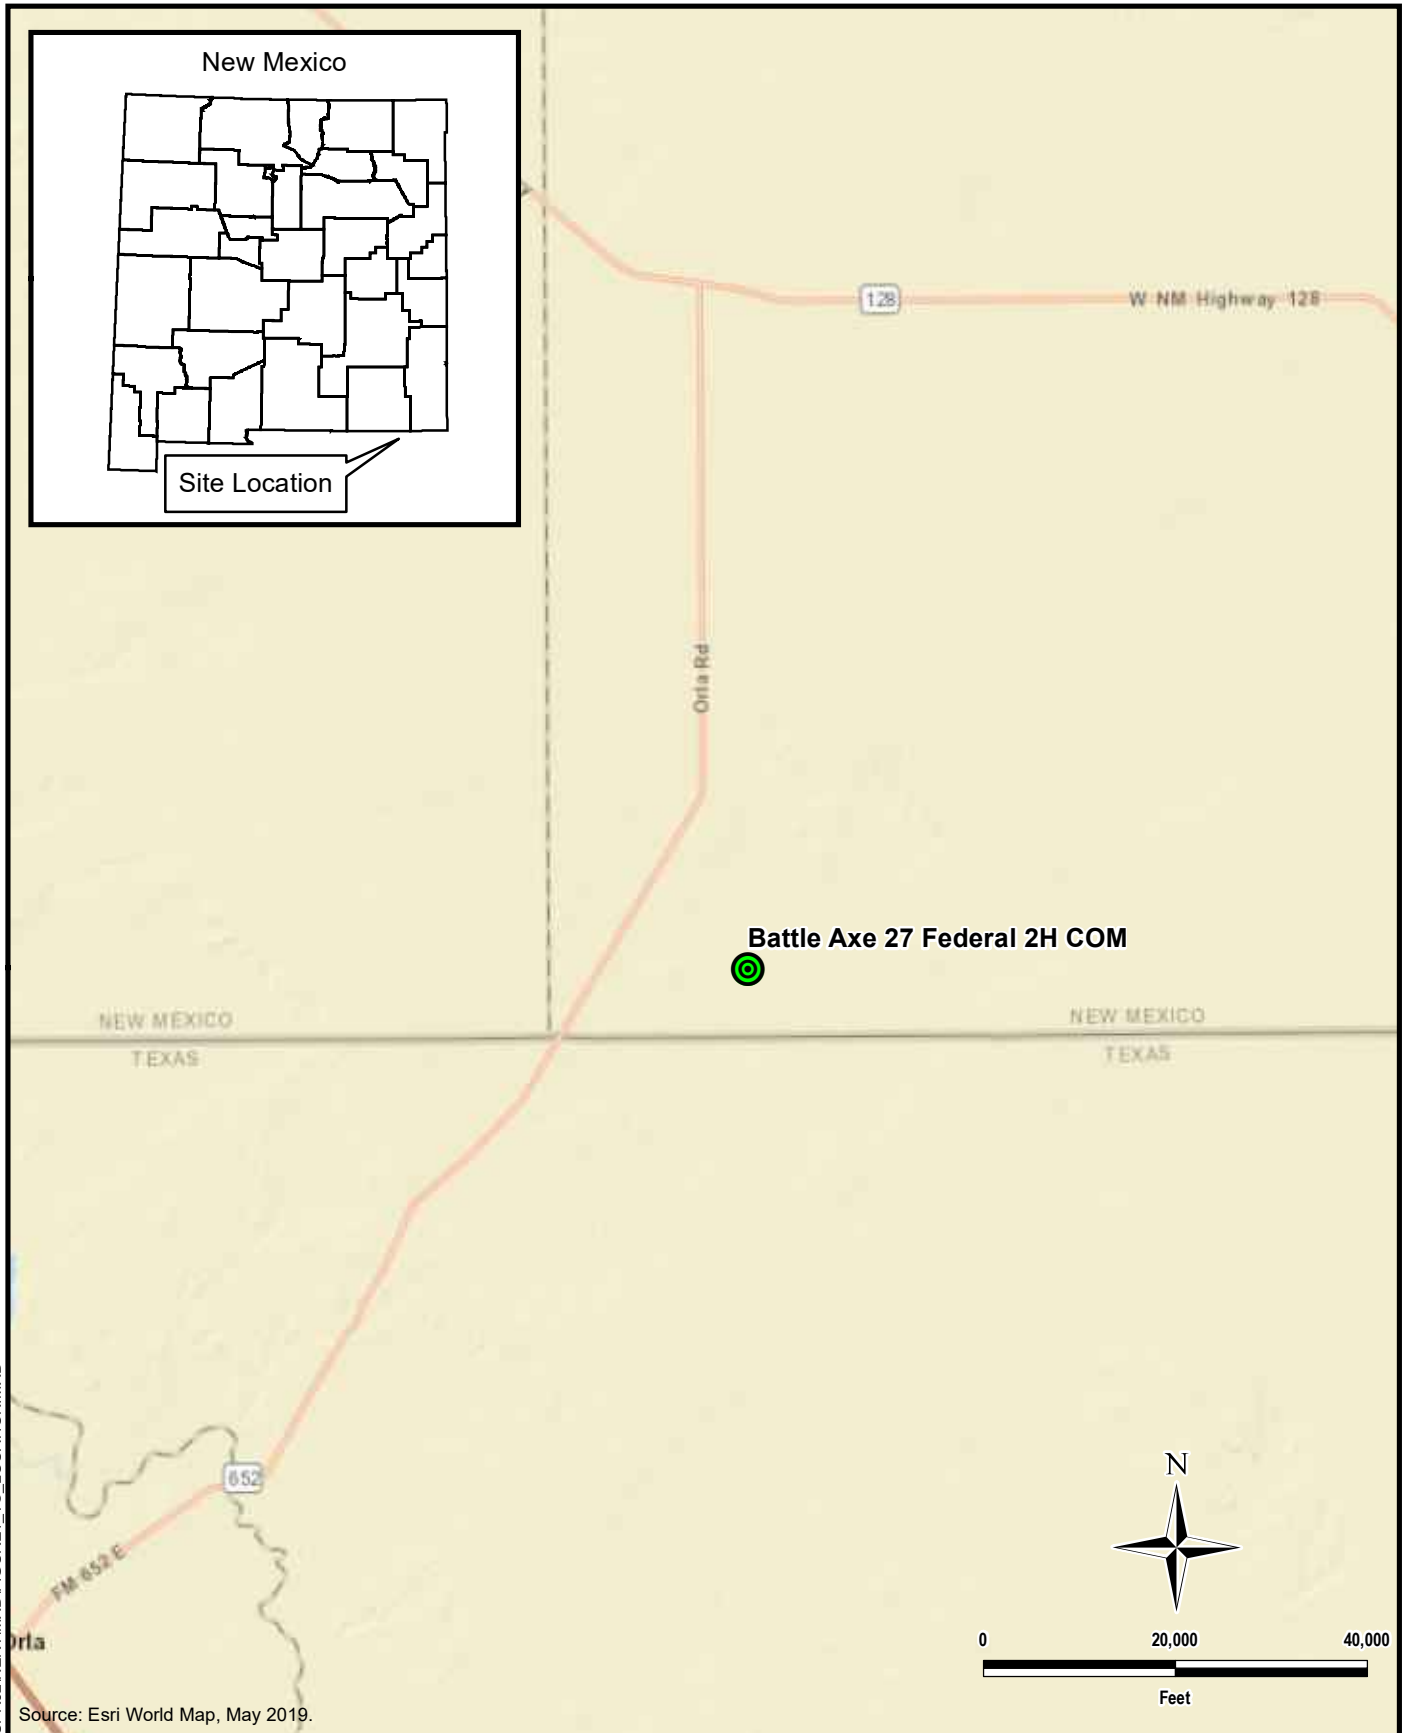 New Mexico
Site Location
128
W NM Highway 128
Orla Rd
Battle Axe 27 Federal 2H COM
NEW MEXICO
NEW MEXICO
TEXAS
TEXAS
652
FM 652 E
N
0 20,000 40,000
Feet
Source: Esri World Map, May 2019.